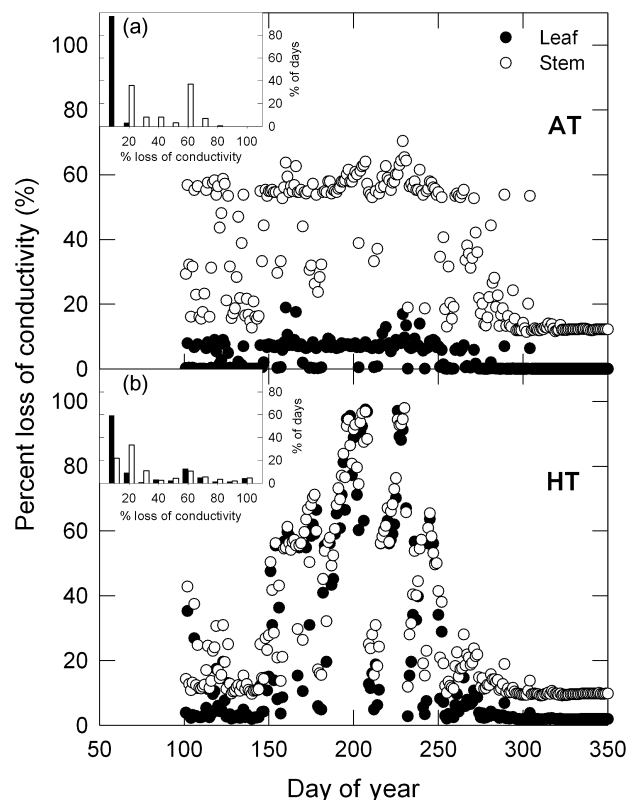 (a)
80
60
40
20
0
% of days
20 40 60 80 100
% loss of conductivity
Leaf
Stem
AT
100
80
60
40
20
0
(b)
80
60
40
20
0
% of days
20 40 60 80 100
% loss of conductivity
HT
100
80
60
40
20
0
Percent loss of conductivity (%)
50 100 150 200 250 300 350
Day of year